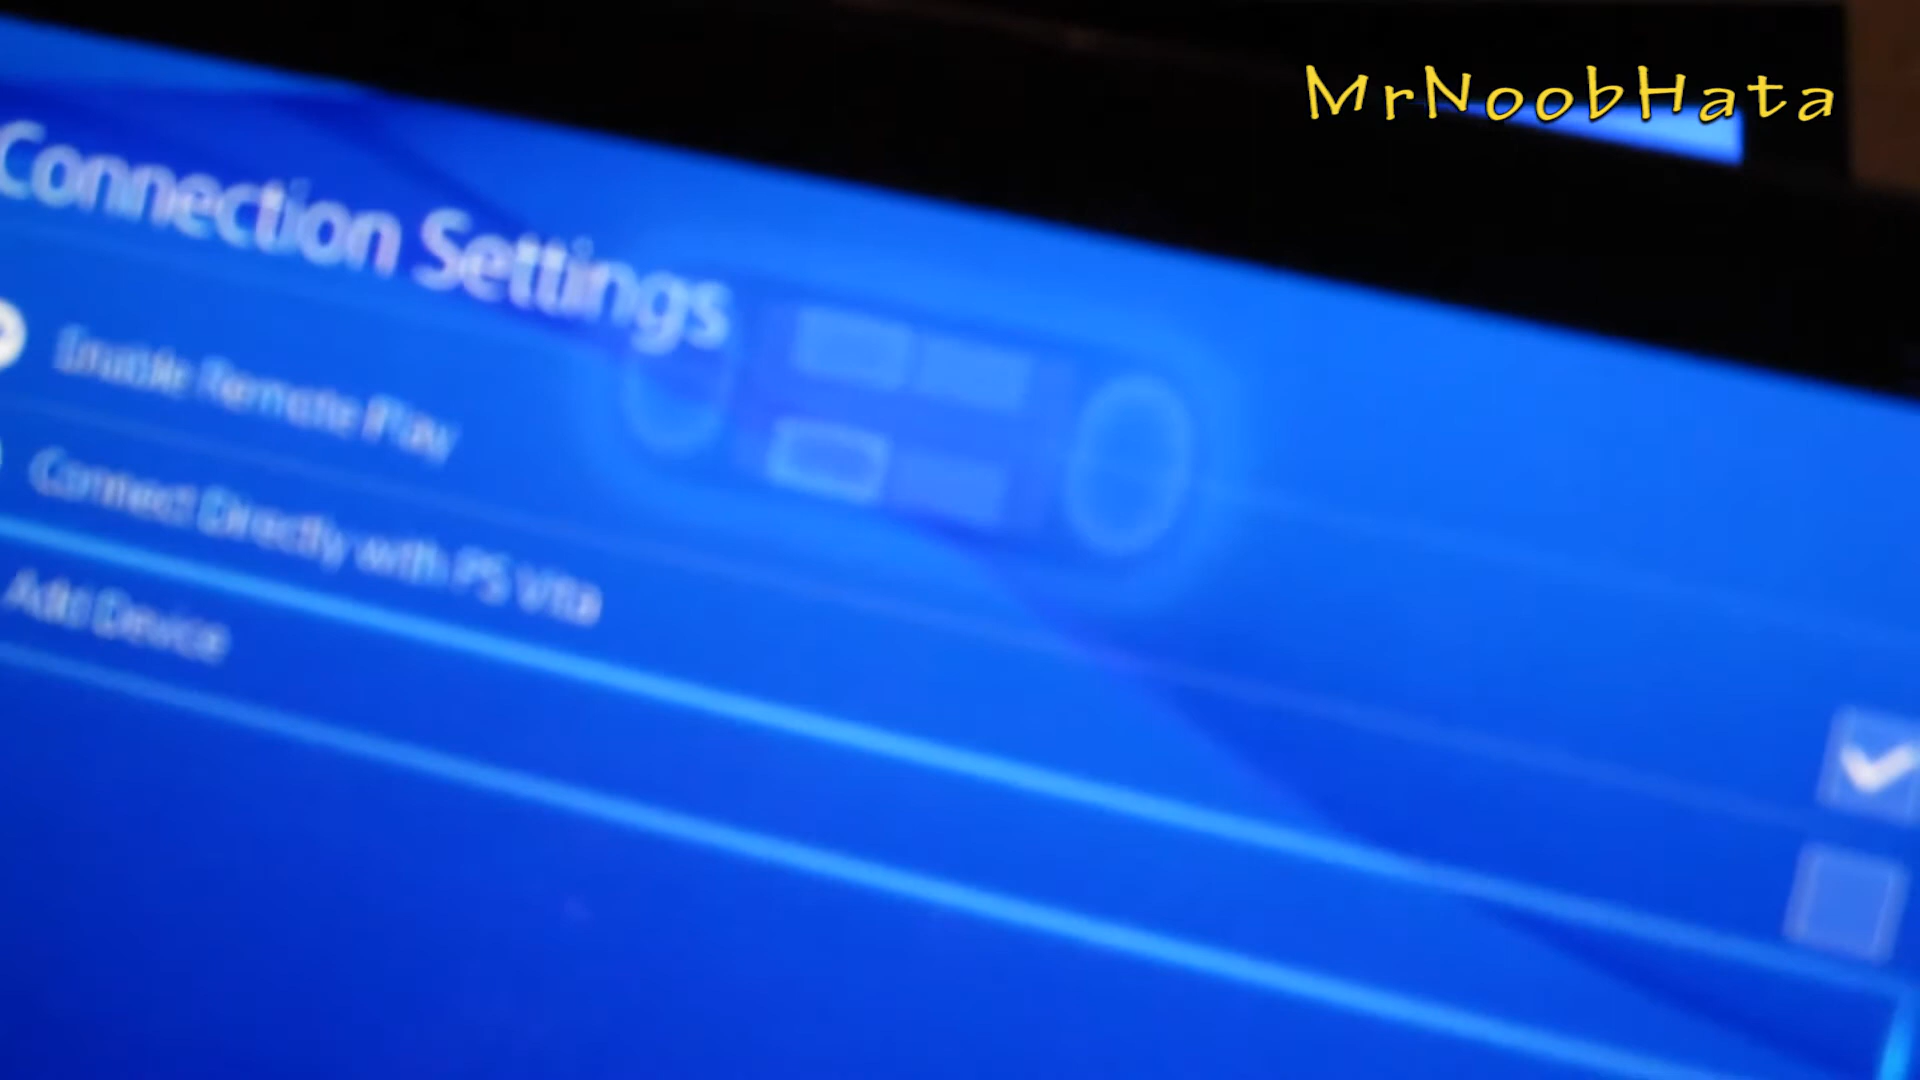 MrNoobHata
Connection Settings
Enable Remote Play
Connect Directly with PS Vita
Add Device